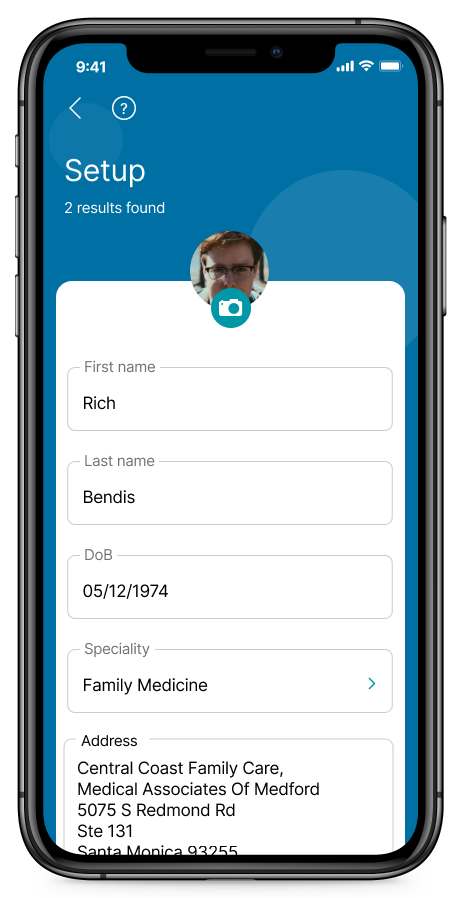 9:41
?
Setup
2 results found
First name
Rich
Last name
Bendis
DoB
05/12/1974
Speciality
Family Medicine
Address
Central Coast Family Care,
Medical Associates Of Medford
5075 S Redmond Rd
Ste 131
Santa Monica 93255